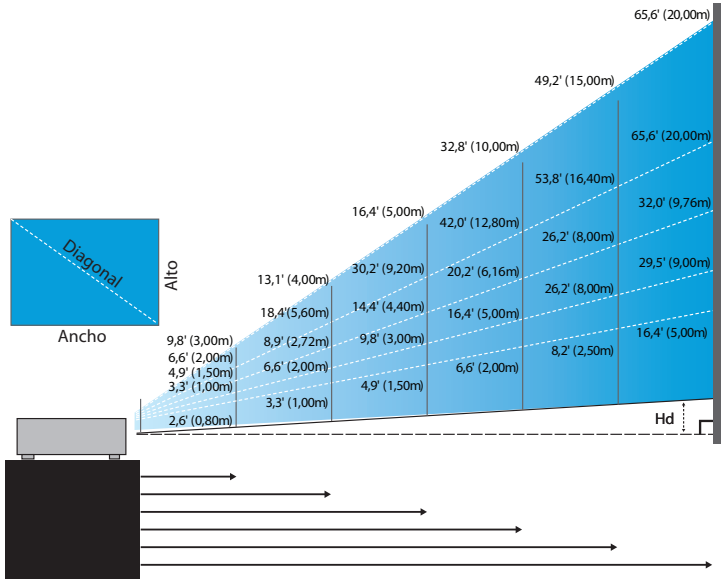 65,6' (20,00m)
49,2' (15,00m)
65,6' (20,00m)
32,8' (10,00m)
53,8' (16,40m)
32,0' (9,76m)
16,4' (5,00m)
42,0' (12,80m)
26,2' (8,00m)
Diagonal
Alto
13,1' (4,00m)
30,2' (9,20m)
20,2' (6,16m)
29,5' (9,00m)
18,4'(5,60m)
14,4' (4,40m)
16,4' (5,00m)
26,2' (8,00m)
Ancho
9,8' (3,00m)
8,9' (2,72m)
9,8' (3,00m)
16,4' (5,00m)
6,6' (2,00m)
6,6' (2,00m)
6,6' (2,00m)
8,2' (2,50m)
4,9' (1,50m)
4,9' (1,50m)
3,3' (1,00m)
3,3' (1,00m)
2,6' (0,80m)
Hd